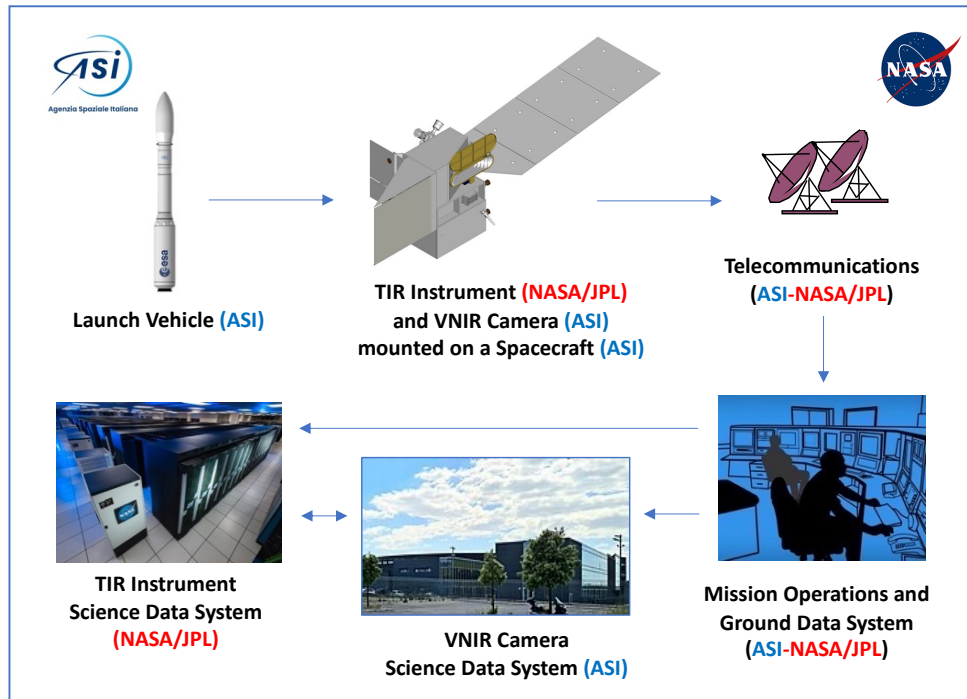 asi
Agenzia Spaziale Italiana
NASA
esa
Launch Vehicle (ASI)
TIR Instrument (NASA/JPL)
and VNIR Camera (ASI)
mounted on a Spacecraft (ASI)
Telecommunications
(ASI-NASA/JPL)
TIR Instrument
Science Data System
(NASA/JPL)
VNIR Camera
Science Data System (ASI)
Mission Operations and
Ground Data System
(ASI-NASA/JPL)